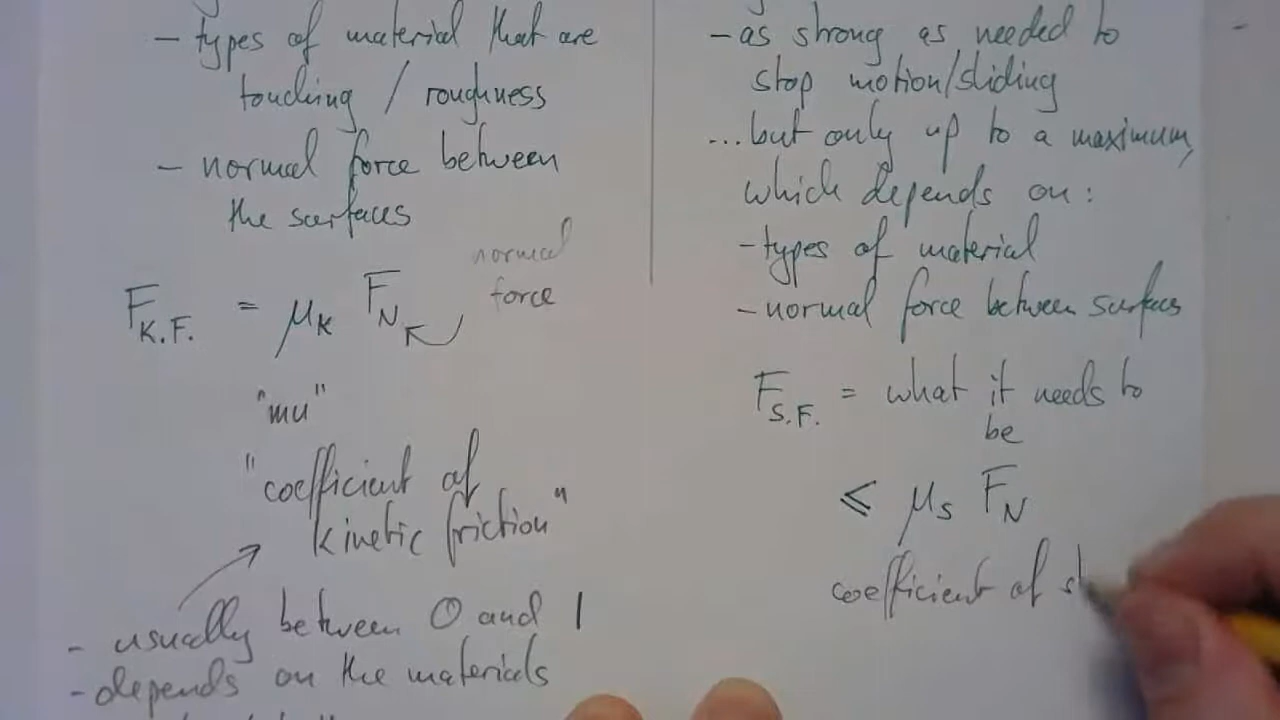 - types of material that are
touching / roughness
- normal force between
the surfaces
F_K.F. = μ_K F_N
normal
force
"mu"
"coefficient of
kinetic friction"
- usually between 0 and 1
- depends on the materials
- as strong as needed to
stop motion/sliding
...but only up to a maximum,
which depends on:
- types of material
- normal force between surfaces
F_S.F. = what it needs to
be
≤ μ_S F_N
coefficient of